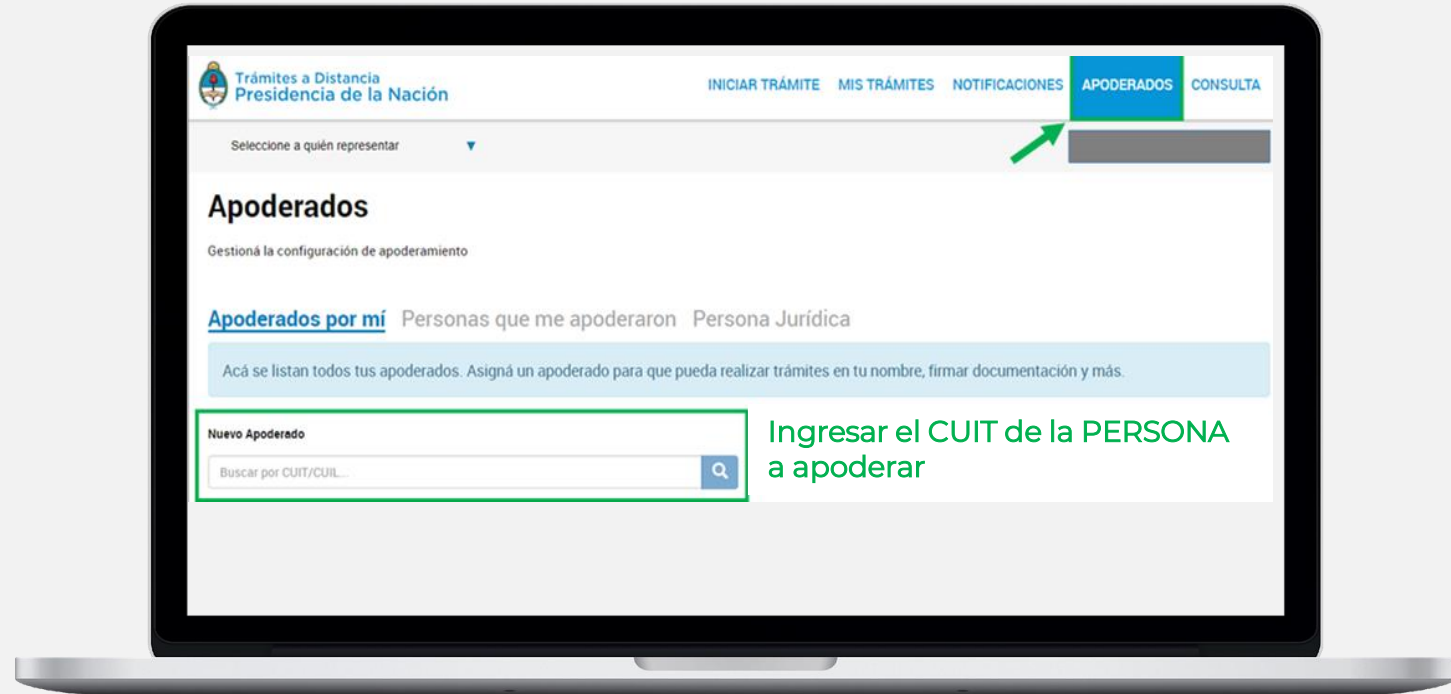 Trámites a Distancia
Presidencia de la Nación
INICIAR TRÁMITE MIS TRÁMITES NOTIFICACIONES APODERADOS CONSULTA
Seleccione a quién representar
Apoderados
Gestioná la configuración de apoderamiento
Apoderados por mí Personas que me apoderaron Persona Jurídica
Acá se listan todos tus apoderados. Asigná un apoderado para que pueda realizar trámites en tu nombre, firmar documentación y más.
Nuevo Apoderado
Buscar por CUIT/CUIL...
Ingresar el CUIT de la PERSONA
a apoderar